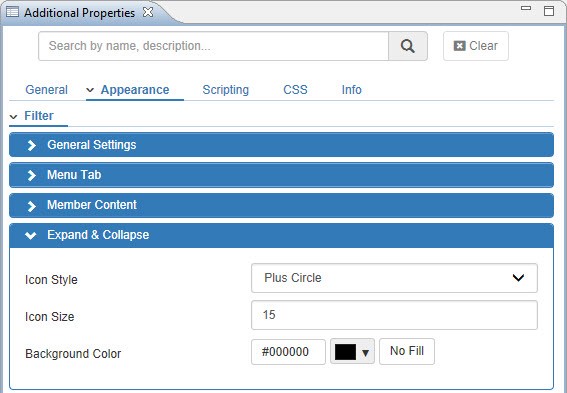 Additional Properties
Search by name, description...
Clear
General Appearance Scripting CSS Info
Filter
General Settings
Menu Tab
Member Content
Expand & Collapse
Icon Style Plus Circle
Icon Size 15
Background Color #000000 No Fill